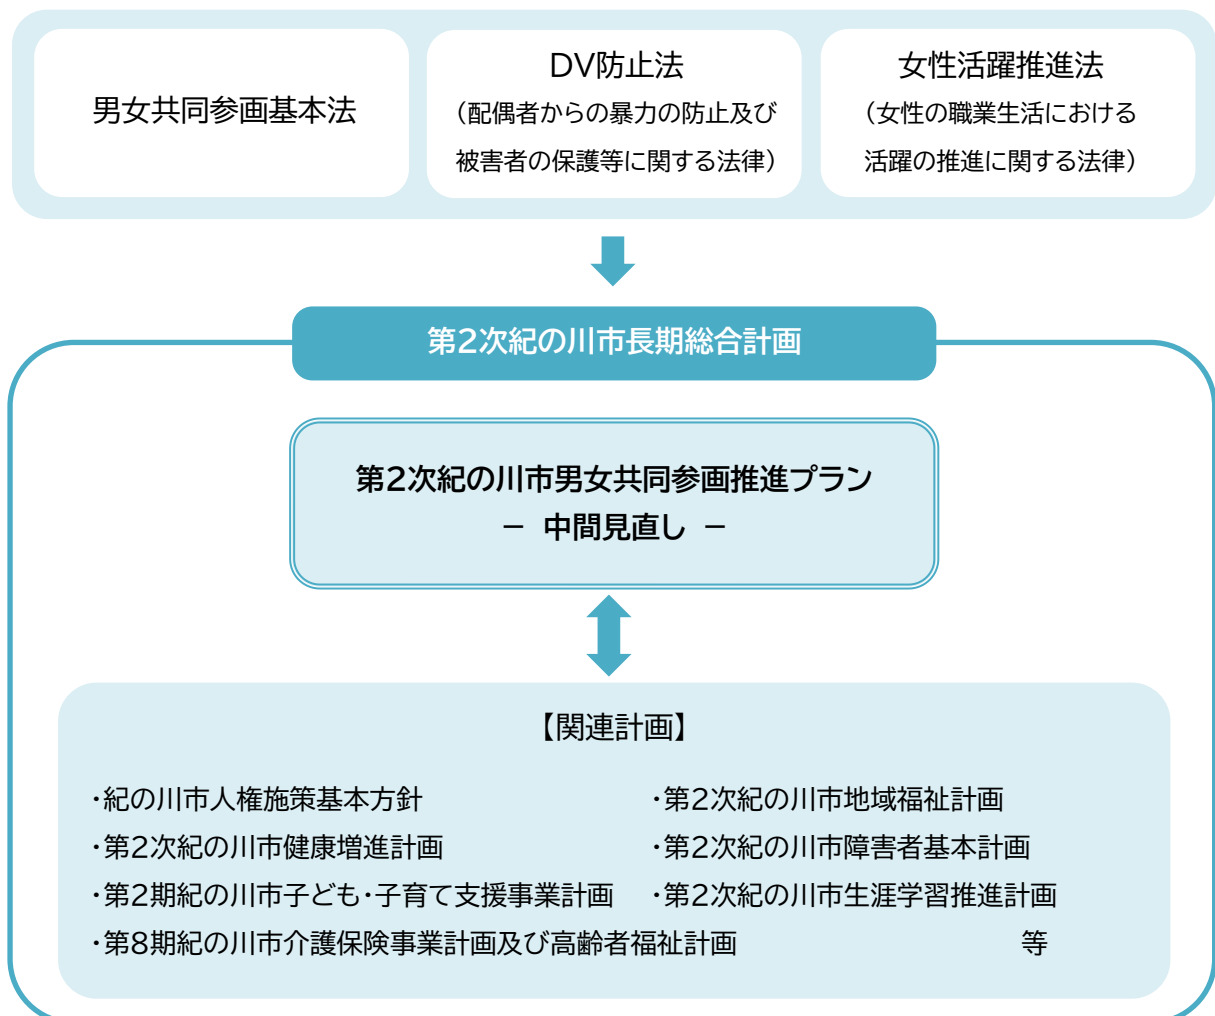 男女共同参画基本法
DV防止法
(配偶者からの暴力の防止及び
被害者の保護等に関する法律)
女性活躍推進法
(女性の職業生活における
活躍の推進に関する法律)
第2次紀の川市長期総合計画
第2次紀の川市男女共同参画推進プラン
－ 中間見直し －
【関連計画】
・紀の川市人権施策基本方針
・第2次紀の川市地域福祉計画
・第2次紀の川市健康増進計画
・第2次紀の川市障害者基本計画
・第2期紀の川市子ども・子育て支援事業計画
・第2次紀の川市生涯学習推進計画
・第8期紀の川市介護保険事業計画及び高齢者福祉計画
等